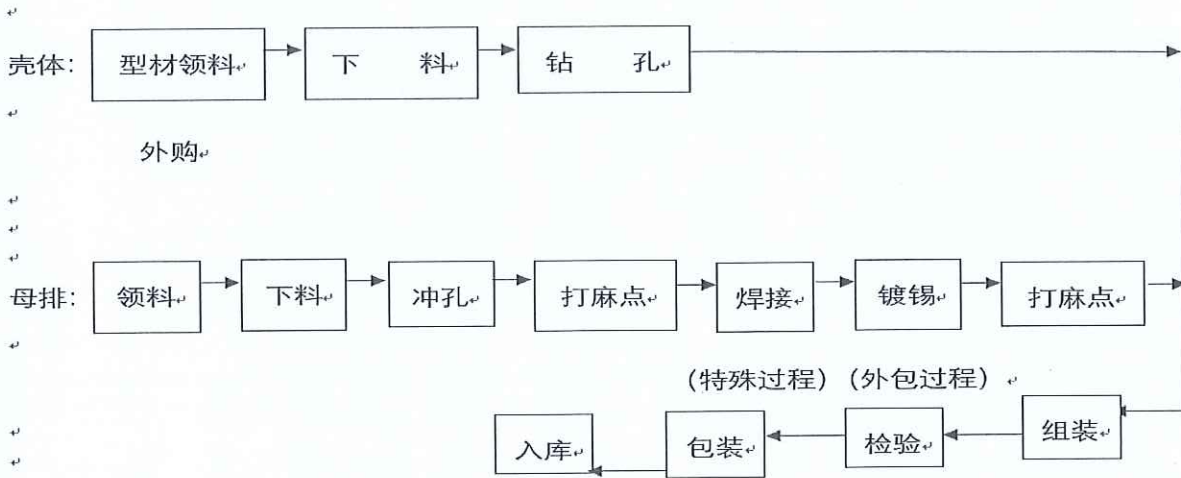 壳体： 型材领料 下 料 钻 孔
外购
母排： 领料 下料 冲孔 打麻点 焊接 镀锡 打麻点
（特殊过程）（外包过程）
入库 包装 检验 组装